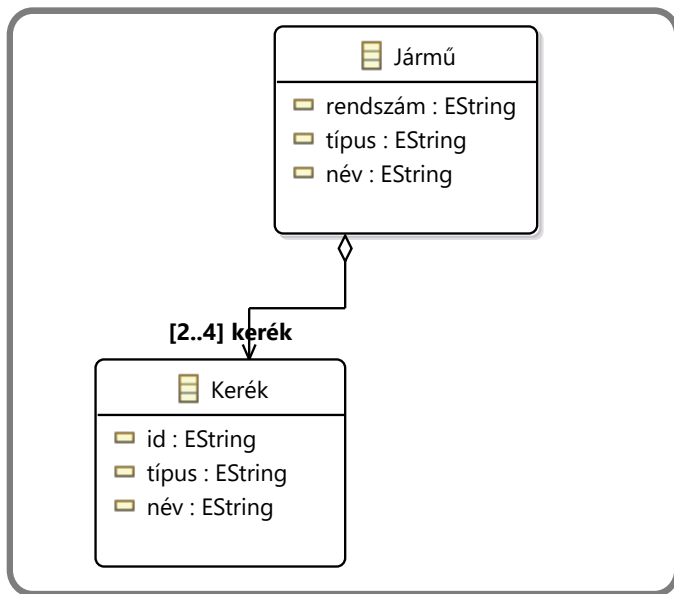 Jármű
rendszám : EString
típus : EString
név : EString
[2..4] kerék
Kerék
id : EString
típus : EString
név : EString